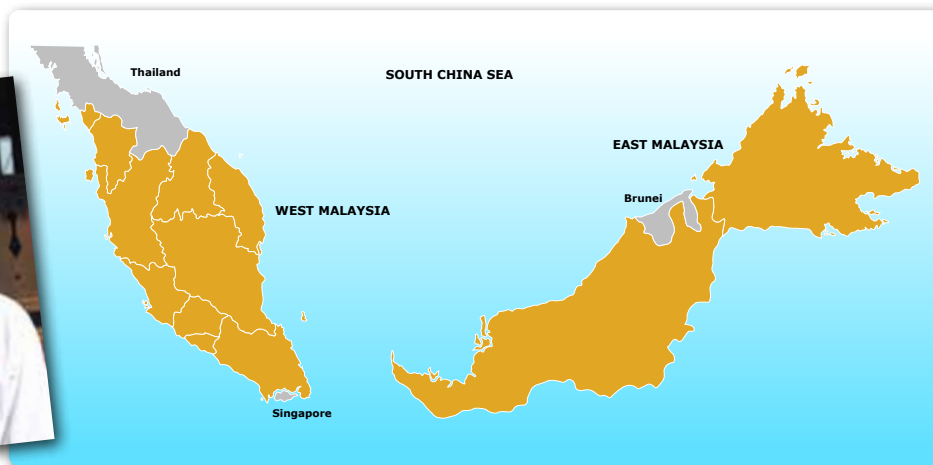 Thailand
SOUTH CHINA SEA
EAST MALAYSIA
Brunei
WEST MALAYSIA
Singapore